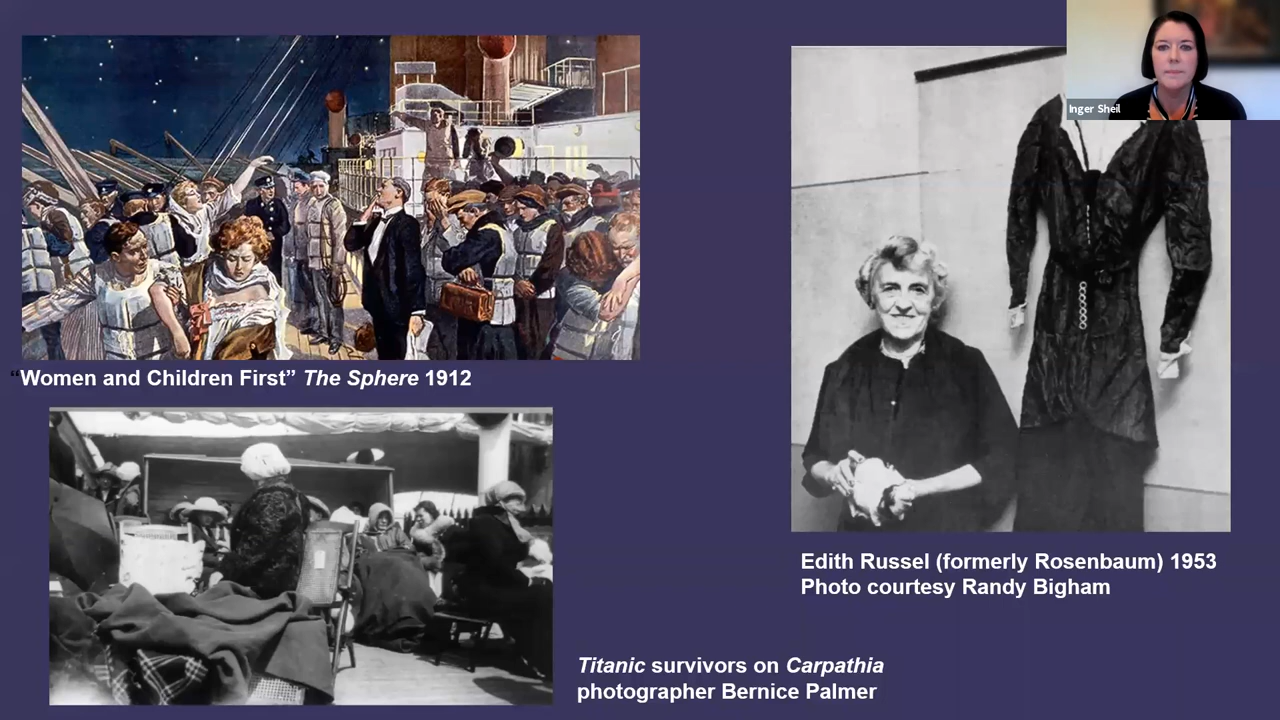 Inger Sheil
“Women and Children First” The Sphere 1912
Edith Russel (formerly Rosenbaum) 1953
Photo courtesy Randy Bigham
Titanic survivors on Carpathia
photographer Bernice Palmer